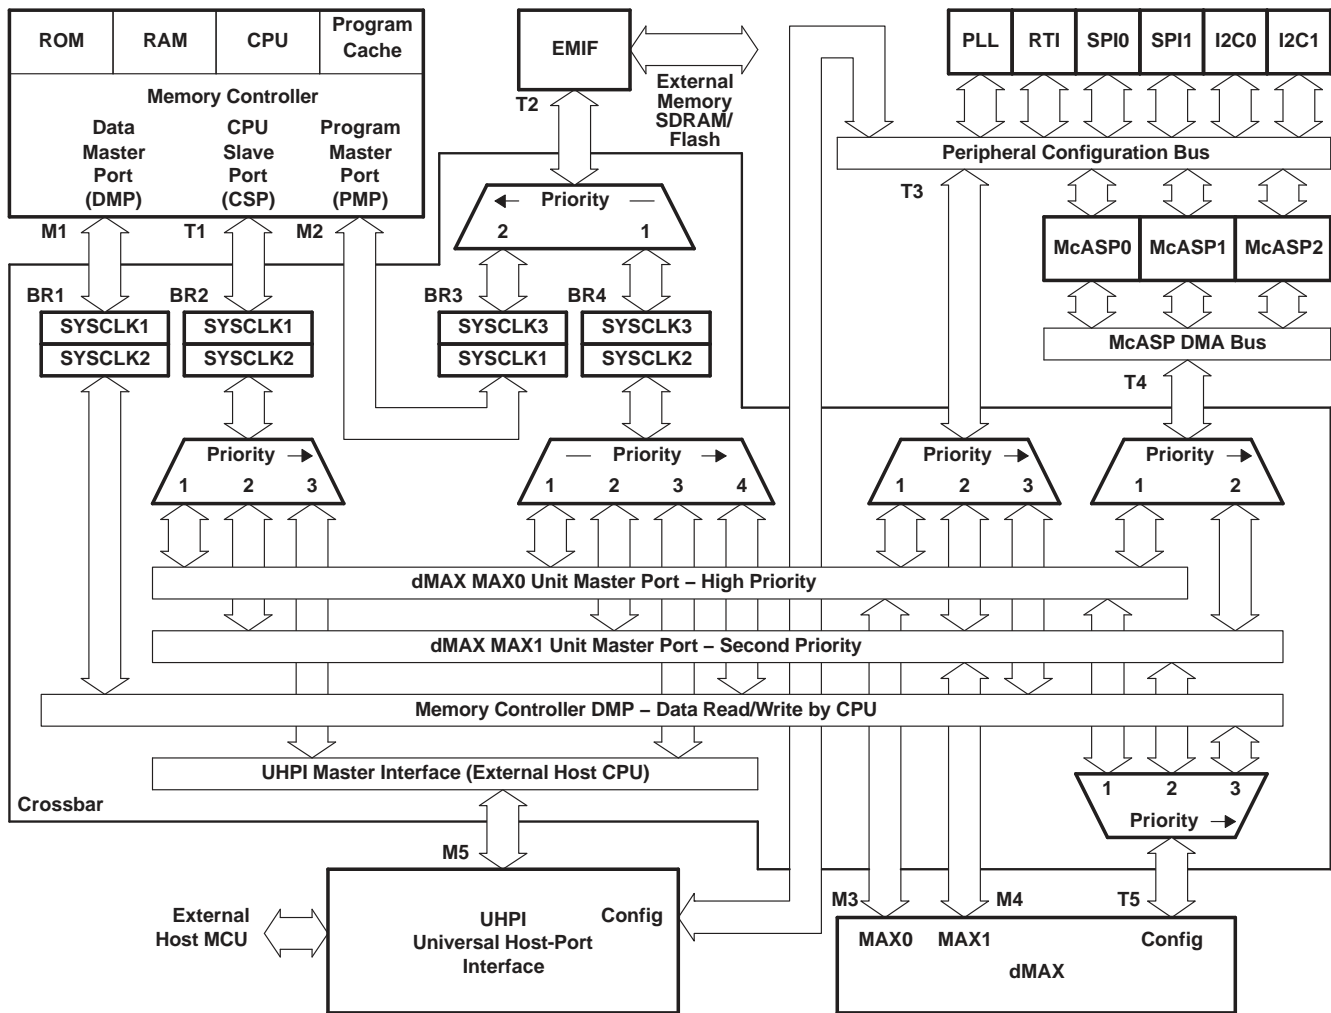 ROM
RAM
CPU
Program
Cache
Memory Controller
Data
Master
Port
(DMP)
CPU
Slave
Port
(CSP)
Program
Master
Port
(PMP)
EMIF
External
Memory
SDRAM/
Flash
T2
PLL
RTI
SPI0
SPI1
I2C0
I2C1
Peripheral Configuration Bus
T3
McASP0
McASP1
McASP2
McASP DMA Bus
T4
M1
T1
M2
Priority
2
1
BR1
SYSCLK1
SYSCLK2
BR2
SYSCLK1
SYSCLK2
BR3
SYSCLK3
SYSCLK1
BR4
SYSCLK3
SYSCLK2
Priority
1
2
3
Priority
1
2
3
4
Priority
1
2
3
Priority
1
2
dMAX MAX0 Unit Master Port – High Priority
dMAX MAX1 Unit Master Port – Second Priority
Memory Controller DMP – Data Read/Write by CPU
UHPI Master Interface (External Host CPU)
1
2
3
Priority
Crossbar
M5
M3
M4
T5
External
Host MCU
UHPI
Universal Host-Port
Interface
Config
MAX0
MAX1
Config
dMAX